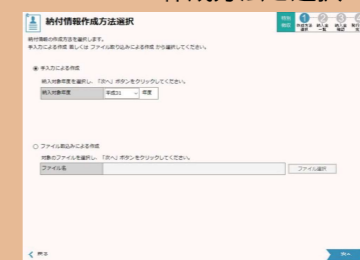 納付情報作成方法選択
納付情報の作成方法を選択します。
手入力による作成 若しくは ファイル取り込みによる作成 から選択してください。
手入力による作成
納入対象年度を選択し、「次へ」ボタンをクリックしてください。
納入対象年度 平成31 年度
ファイル取込みによる作成
対象のファイルを選択し、「次へ」ボタンをクリックしてください。
ファイル名 ファイル選択
戻る
次へ